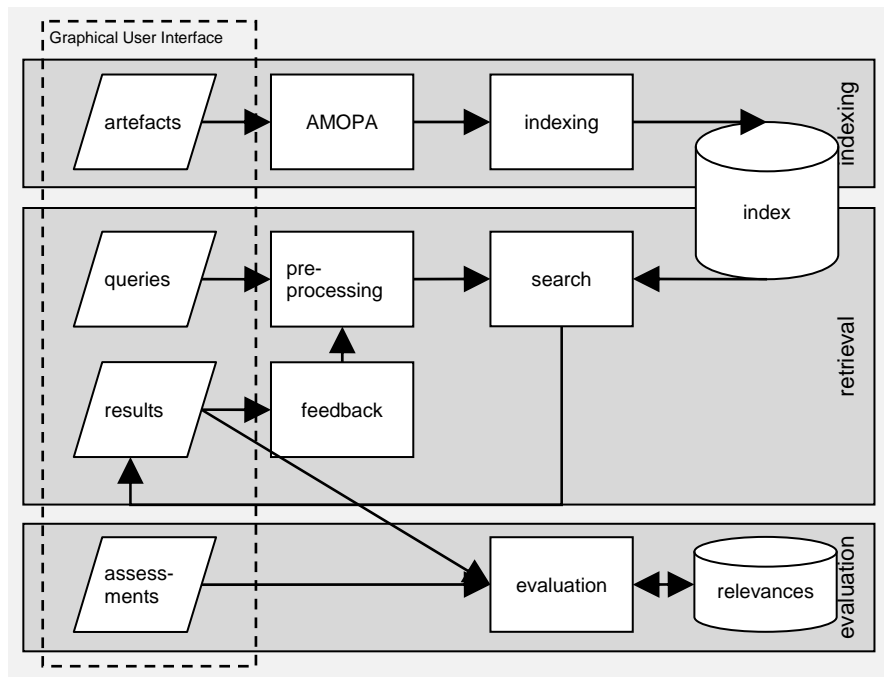 Graphical User Interface
artefacts
AMOPA
indexing
indexing
index
queries
pre-
processing
search
retrieval
results
feedback
assess-
ments
evaluation
relevances
evaluation